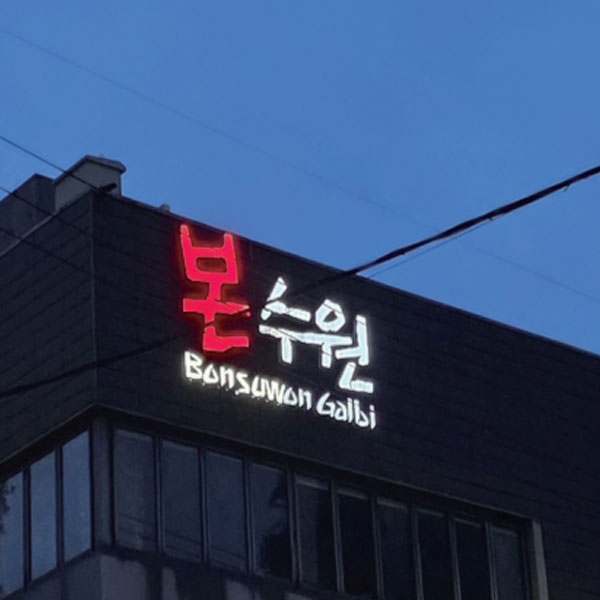 본수원
Bonsuwon Galbi